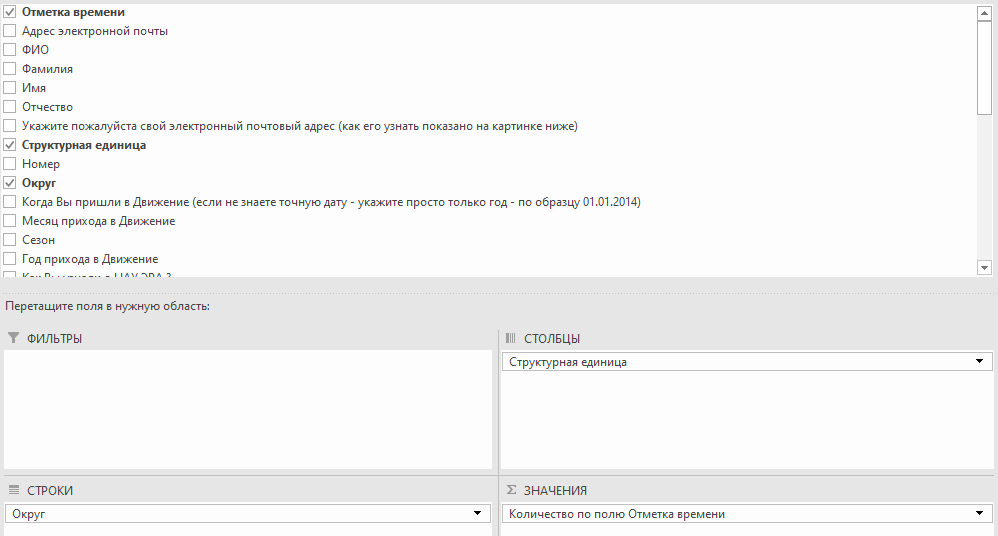 Отметка времени
Адрес электронной почты
ФИО
Фамилия
Имя
Отчество
Укажите пожалуйста свой электронный почтовый адрес (как его узнать показано на картинке ниже)
Структурная единица
Номер
Округ
Когда Вы пришли в Движение (если не знаете точную дату - укажите просто только год - по образцу 01.01.2014)
Месяц прихода в Движение
Сезон
Год прихода в Движение
Перетащите поля в нужную область:
ФИЛЬТРЫ
СТОЛБЦЫ
Структурная единица
СТРОКИ
Округ
Σ ЗНАЧЕНИЯ
Количество по полю Отметка времени